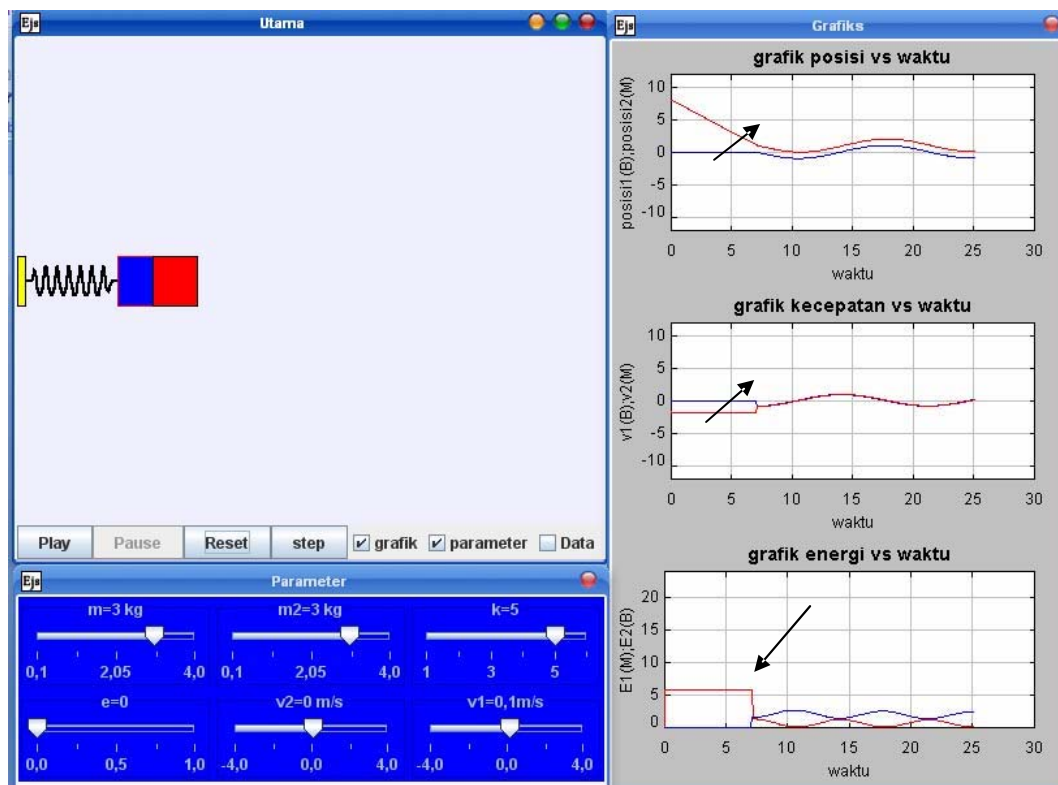 Ejs Utama
Play Pause Reset step grafik parameter Data
Ejs Parameter
m=3 kg m2=3 kg k=5
0,1 2,05 4,0 0,1 2,05 4,0 1 3 5
e=0 v2=0 m/s v1=0,1m/s
0,0 0,5 1,0 -4,0 0,0 4,0 -4,0 0,0 4,0
Ejs Grafiks
grafik posisi vs waktu
posisi1(B);posisi2(M)
10
5
0
-5
-10
0 5 10 15 20 25 30
waktu
grafik kecepatan vs waktu
v1(B);v2(M)
10
5
0
-5
-10
0 5 10 15 20 25 30
waktu
grafik energi vs waktu
E1(M);E2(B)
20
15
10
5
0
0 5 10 15 20 25 30
waktu